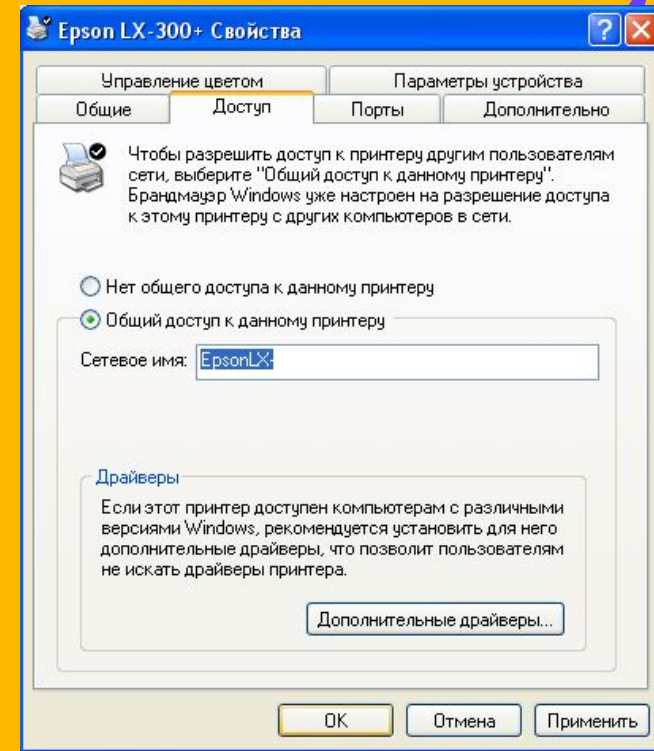 Epson LX-300+ Свойства
Управление цветом
Параметры устройства
Общие
Доступ
Порты
Дополнительно
Чтобы разрешить доступ к принтеру другим пользователям
сети, выберите "Общий доступ к данному принтеру".
Брандмауэр Windows уже настроен на разрешение доступа
к этому принтеру с других компьютеров в сети.
Нет общего доступа к данному принтеру
Общий доступ к данному принтеру
Сетевое имя: EpsonLX-
Драйверы
Если этот принтер доступен компьютерам с различными
версиями Windows, рекомендуется установить для него
дополнительные драйверы, что позволит пользователям
не искать драйверы принтера.
Дополнительные драйверы...
ОК
Отмена
Применить